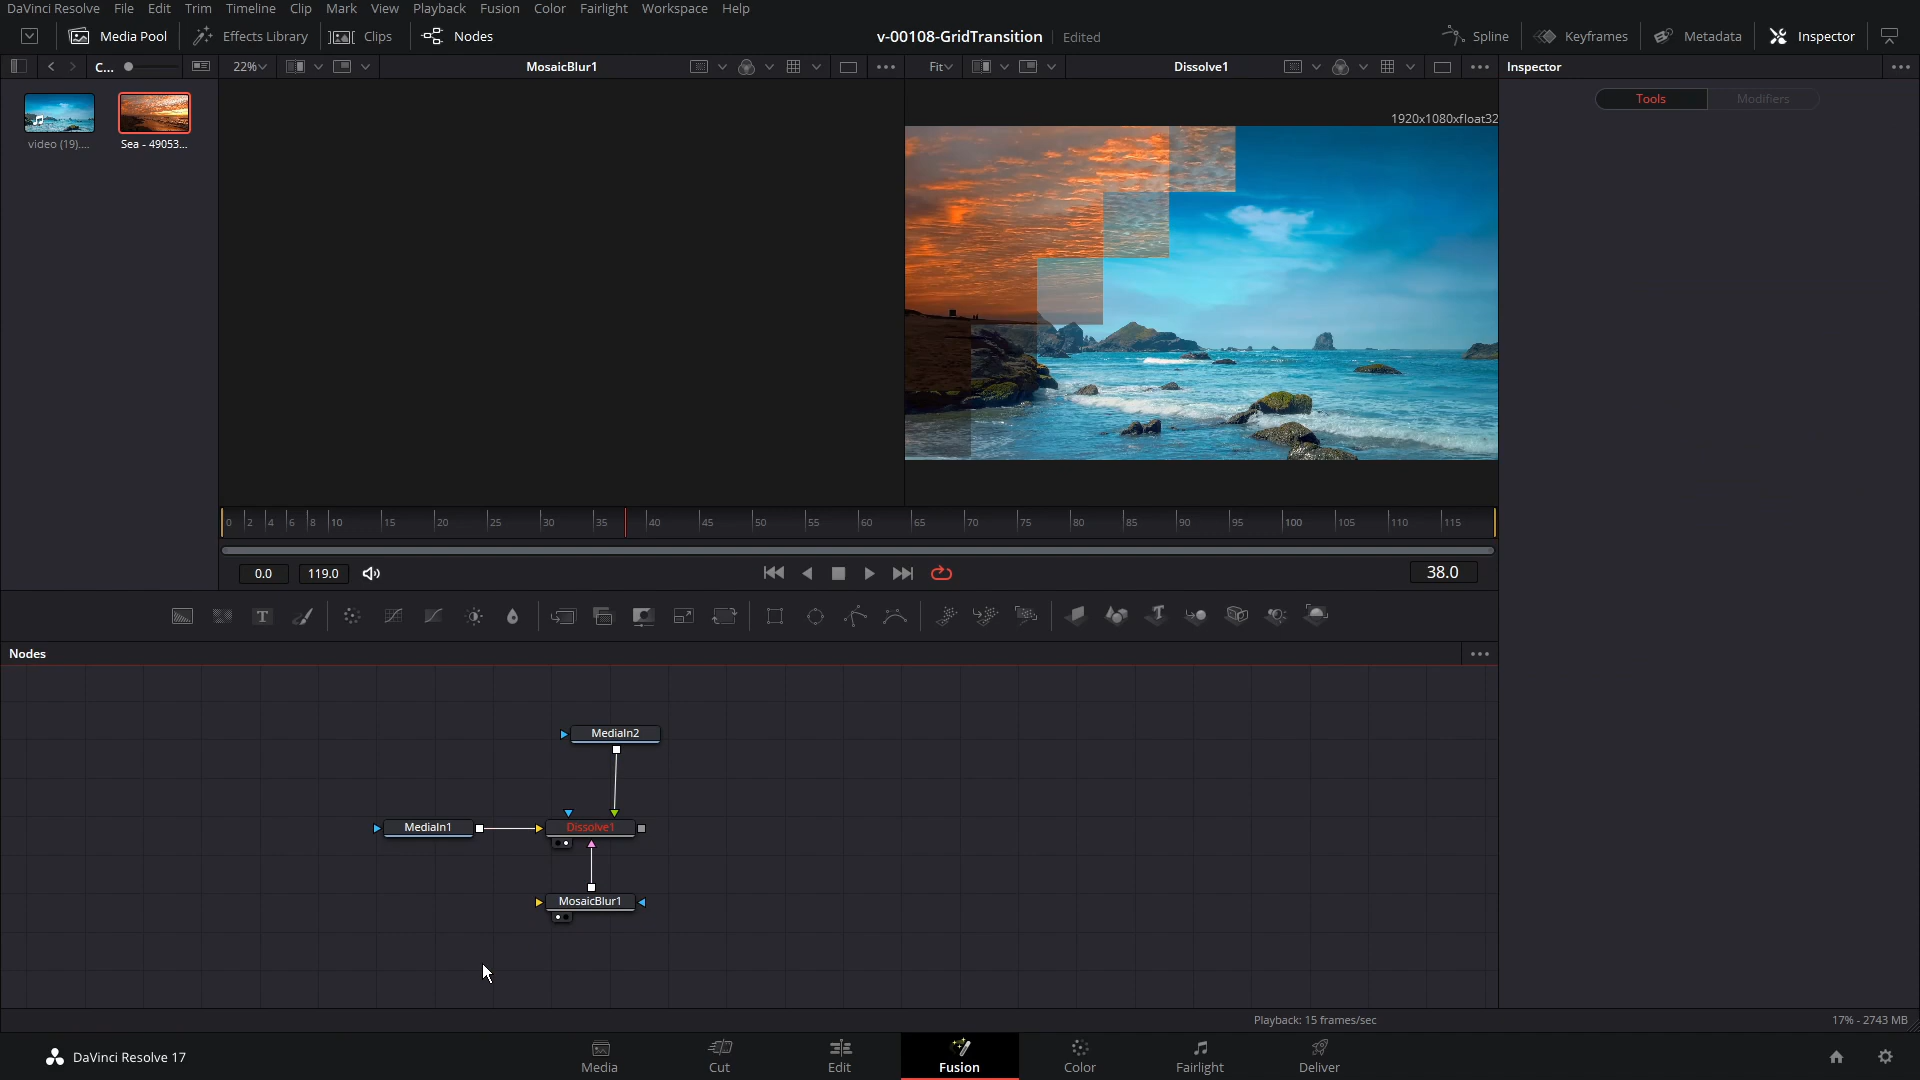 DaVinci Resolve File Edit Trim Timeline Clip Mark View Playback Fusion Color Fairlight Workspace Help
Media Pool Effects Library Clips Nodes v-00108-GridTransition Edited Spline Keyframes Metadata Inspector
C... 22% MosaicBlur1 Fit Dissolve1 Inspector
Tools Modifiers
1920x1080xfloat32
video (19).... Sea - 49053...
0 2 4 6 8 10 15 20 25 30 35 40 45 50 55 60 65 70 75 80 85 90 95 100 105 110 115
0.0 119.0 38.0
T T
Nodes
MediaIn2
MediaIn1 Dissolve1
MosaicBlur1
Playback: 15 frames/sec 17% - 2743 MB
DaVinci Resolve 17 Media Cut Edit Fusion Color Fairlight Deliver